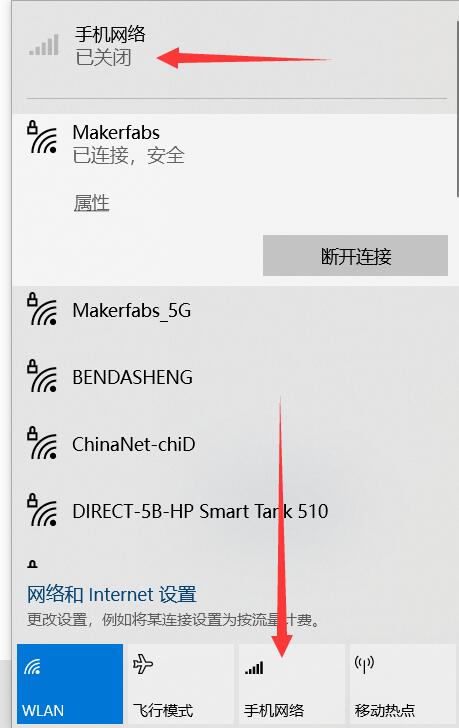 手机网络
已关闭
Makerfabs
已连接，安全
属性
断开连接
Makerfabs_5G
BENDASHENG
ChinaNet-chiD
DIRECT-5B-HP Smart Tank 510
网络和 Internet 设置
更改设置，例如将某连接设置为按流量计费。
WLAN
飞行模式
手机网络
移动热点